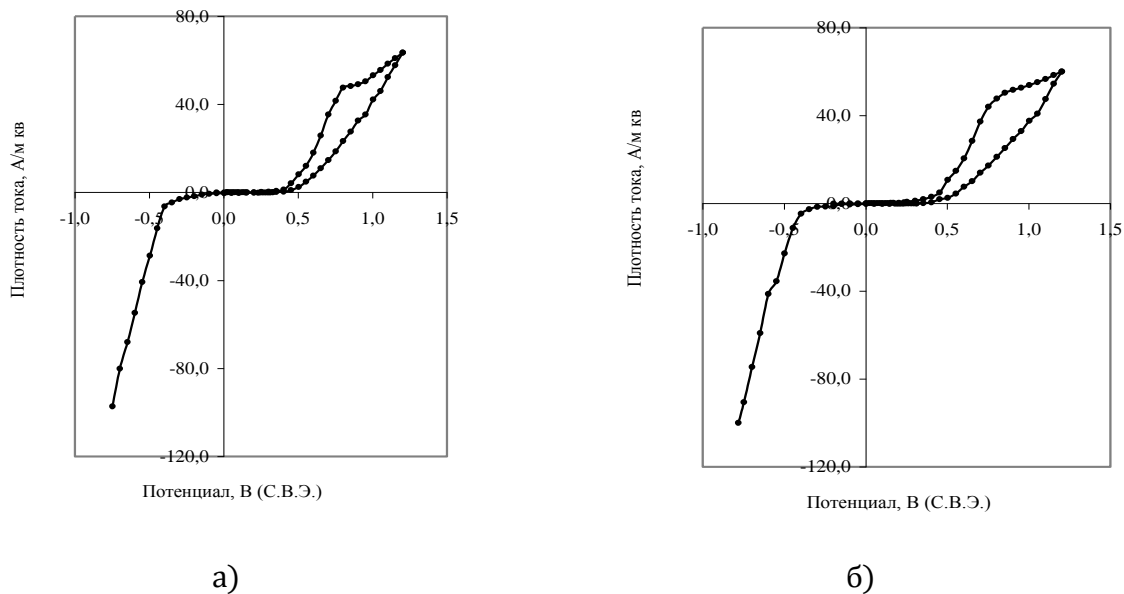 80,0
40,0
0,0
-40,0
-80,0
-120,0
-1,0 -0,5 0,0 0,5 1,0 1,5
Плотность тока, А/м кв
Потенциал, В (С.В.Э.)
а)
80,0
40,0
0,0
-40,0
-80,0
-120,0
-1,0 -0,5 0,0 0,5 1,0 1,5
Плотность тока, А/м кв
Потенциал, В (С.В.Э.)
б)